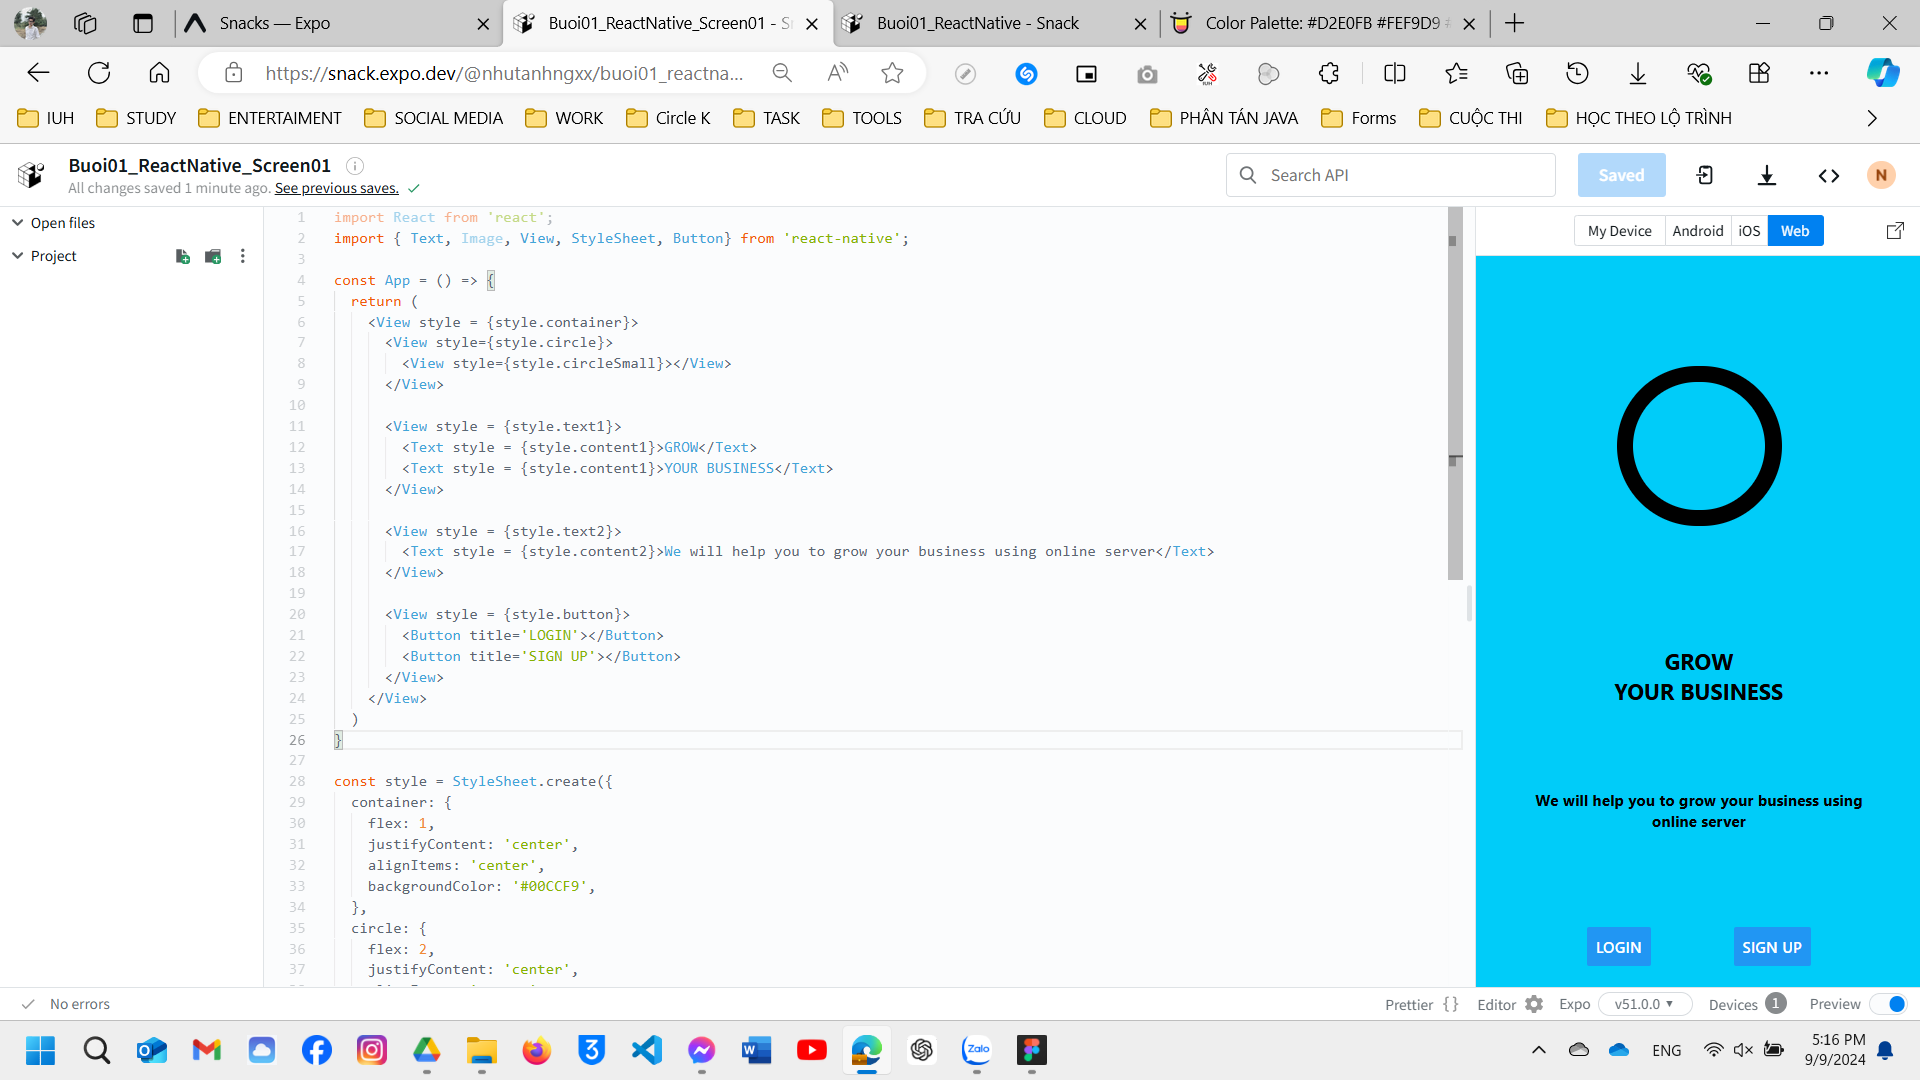 Snacks — Expo
Buoi01_ReactNative_Screen01 - Sn
Buoi01_ReactNative - Snack
Color Palette: #D2E0FB #FEF9D9 #
https://snack.expo.dev/@nhutanhngxx/buoi01_reactna...
IUH
STUDY
ENTERTAIMENT
SOCIAL MEDIA
WORK
Circle K
TASK
TOOLS
TRA CỨU
CLOUD
PHÂN TÁN JAVA
Forms
CUỘC THI
HỌC THEO LỘ TRÌNH
Buoi01_ReactNative_Screen01
All changes saved 1 minute ago. See previous saves.
Search API
Saved
N
Open files
Project
1 import React from 'react';
2 import { Text, Image, View, StyleSheet, Button} from 'react-native';
3
4 const App = () => {
5 return (
6 <View style = {style.container}>
7 <View style={style.circle}>
8 <View style={style.circleSmall}></View>
9 </View>
10
11 <View style = {style.text1}>
12 <Text style = {style.content1}>GROW</Text>
13 <Text style = {style.content1}>YOUR BUSINESS</Text>
14 </View>
15
16 <View style = {style.text2}>
17 <Text style = {style.content2}>We will help you to grow your business using online server</Text>
18 </View>
19
20 <View style = {style.button}>
21 <Button title='LOGIN'></Button>
22 <Button title='SIGN UP'></Button>
23 </View>
24 </View>
25 )
26 }
27
28 const style = StyleSheet.create({
29 container: {
30 flex: 1,
31 justifyContent: 'center',
32 alignItems: 'center',
33 backgroundColor: '#00CCF9',
34 },
35 circle: {
36 flex: 2,
37 justifyContent: 'center',
My Device
Android
iOS
Web
GROW
YOUR BUSINESS
We will help you to grow your business using
online server
LOGIN
SIGN UP
No errors
Prettier {}
Editor
Expo
v51.0.0
Devices 1
Preview
Zalo
ENG
5:16 PM
9/9/2024